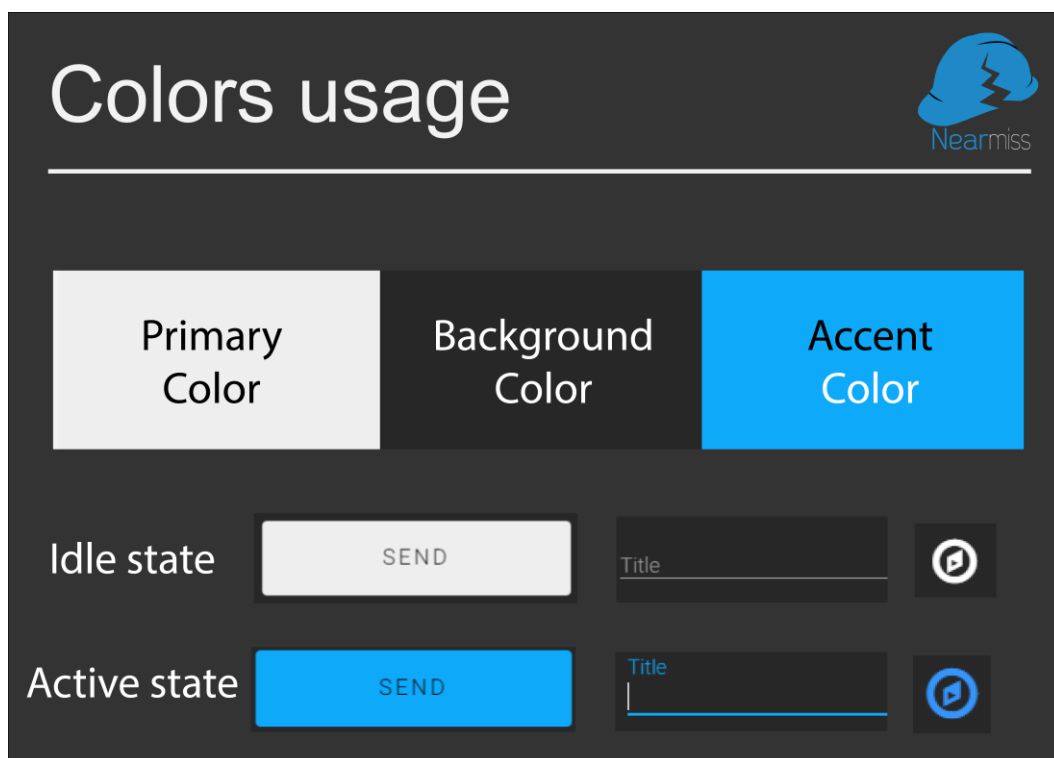 Colors usage
Nearmiss
Primary
Color
Background
Color
Accent
Color
Idle state
SEND
Title
Active state
SEND
Title